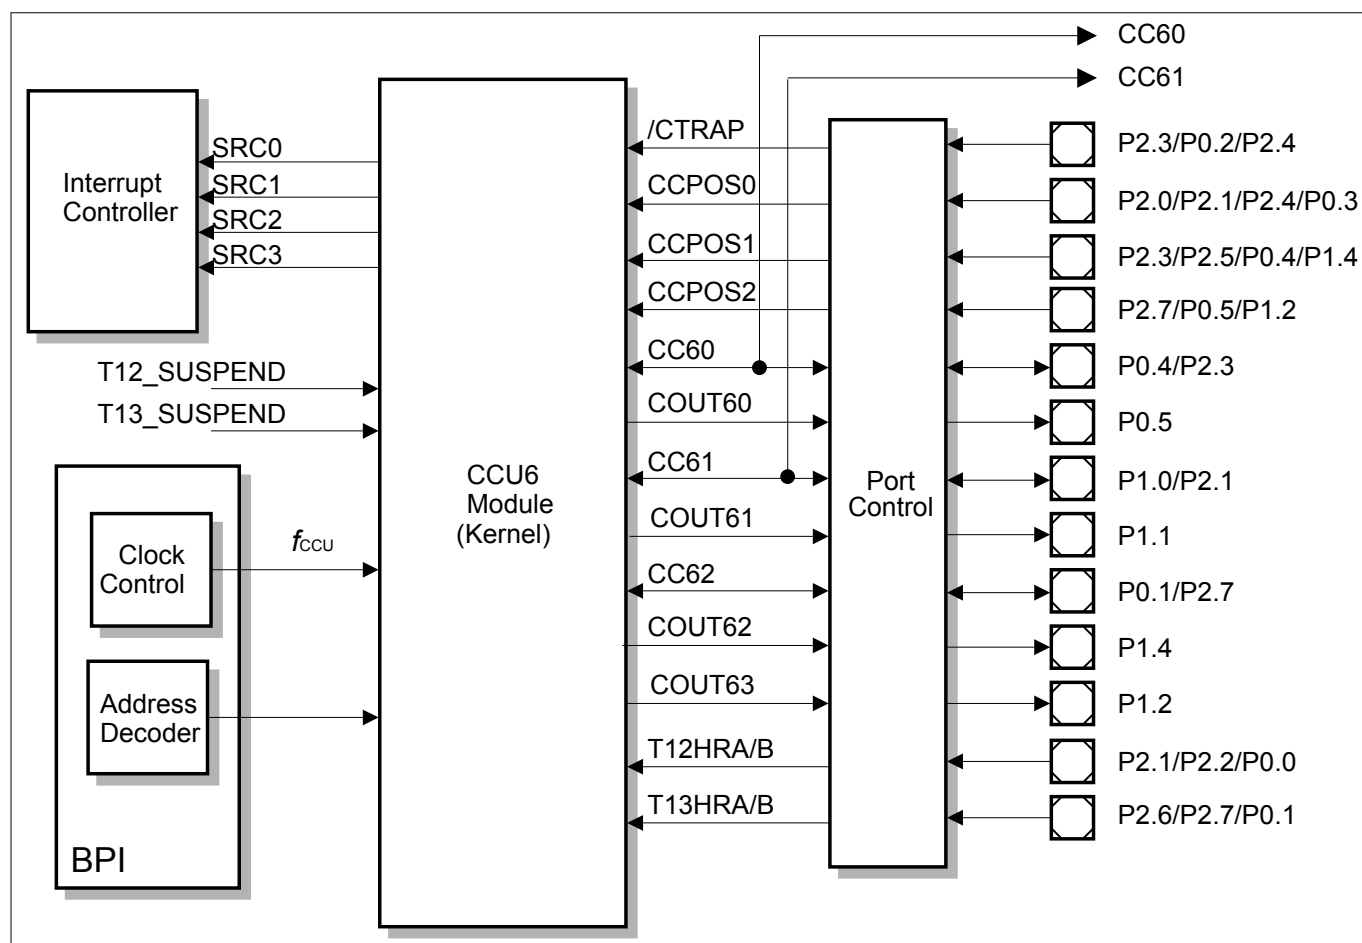 CC60
CC61
Interrupt
Controller
SRC0
SRC1
SRC2
SRC3
T12_SUSPEND
T13_SUSPEND
Clock
Control
fCCU
Address
Decoder
BPI
CCU6
Module
(Kernel)
/CTRAP
CCPOS0
CCPOS1
CCPOS2
CC60
COUT60
CC61
COUT61
CC62
COUT62
COUT63
T12HRA/B
T13HRA/B
Port
Control
P2.3/P0.2/P2.4
P2.0/P2.1/P2.4/P0.3
P2.3/P2.5/P0.4/P1.4
P2.7/P0.5/P1.2
P0.4/P2.3
P0.5
P1.0/P2.1
P1.1
P0.1/P2.7
P1.4
P1.2
P2.1/P2.2/P0.0
P2.6/P2.7/P0.1